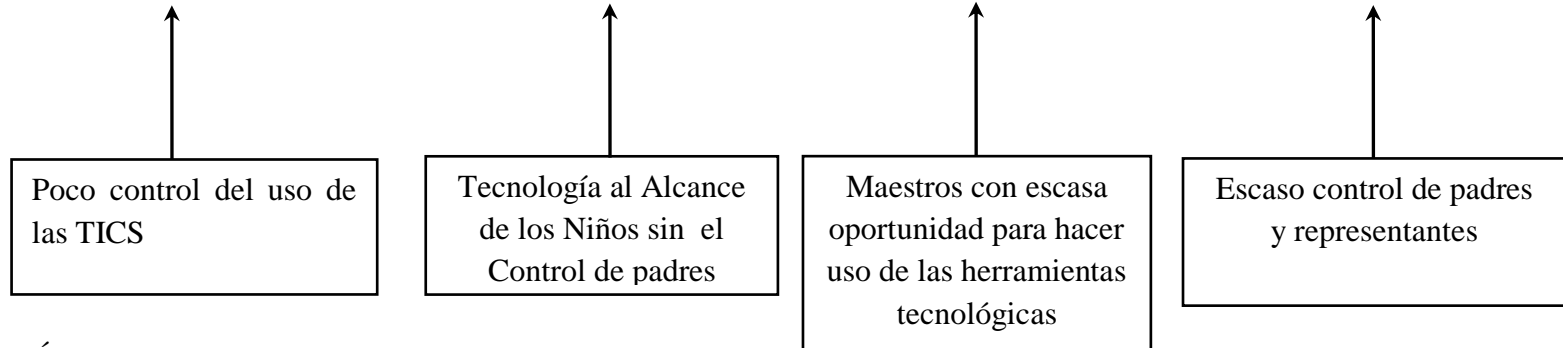 Poco control del uso de
las TICS
Tecnología al Alcance
de los Niños sin el
Control de padres
Maestros con escasa
oportunidad para hacer
uso de las herramientas
tecnológicas
Escaso control de padres
y representantes